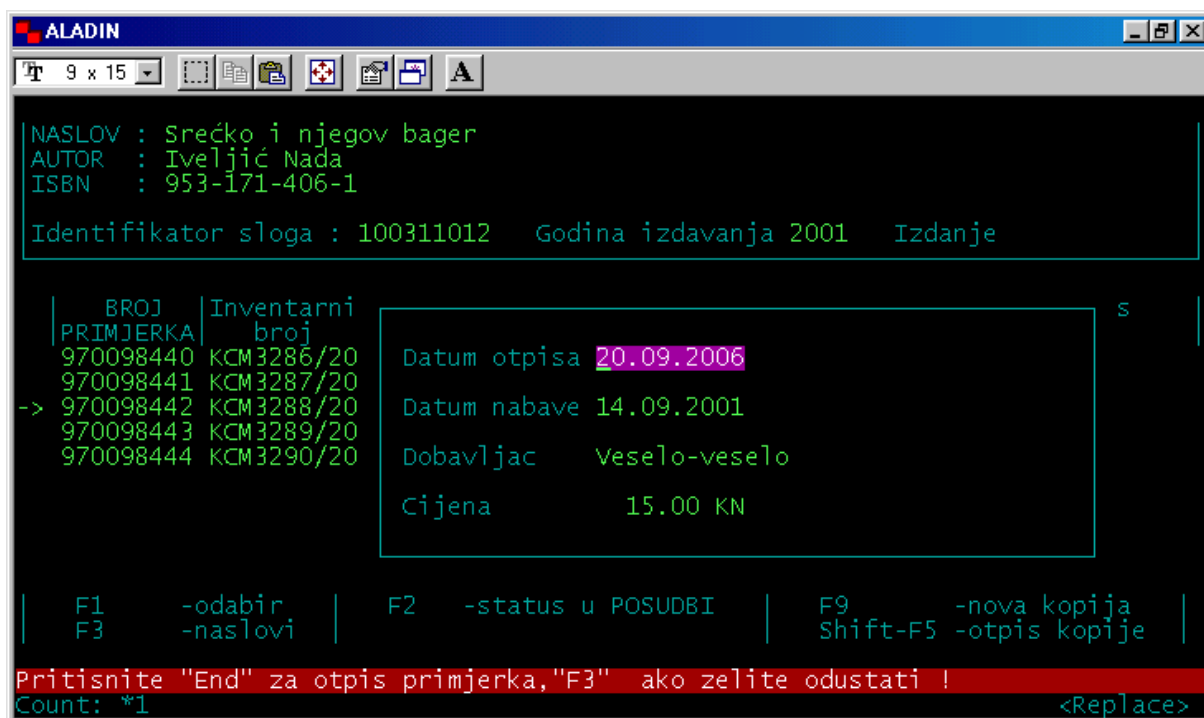 ALADIN
9 x 15
A
NASLOV : Srećko i njegov bager
AUTOR : Iveljić Nada
ISBN : 953-171-406-1
Identifikator sloga : 100311012 Godina izdavanja 2001 Izdanje
BROJ Inventarni S
PRIMJERKA broj
970098440 KCM3286/20
970098441 KCM3287/20
-> 970098442 KCM3288/20
970098443 KCM3289/20
970098444 KCM3290/20
Datum otpisa 20.09.2006
Datum nabave 14.09.2001
Dobavljac Veselo-veselo
Cijena 15.00 KN
F1 -odabir F2 -status u POSUDBI F9 -nova kopija
F3 -naslovi Shift-F5 -otpis kopije
Pritisnite "End" za otpis primjerka,"F3" ako zelite odustati !
Count: *1 <Replace>